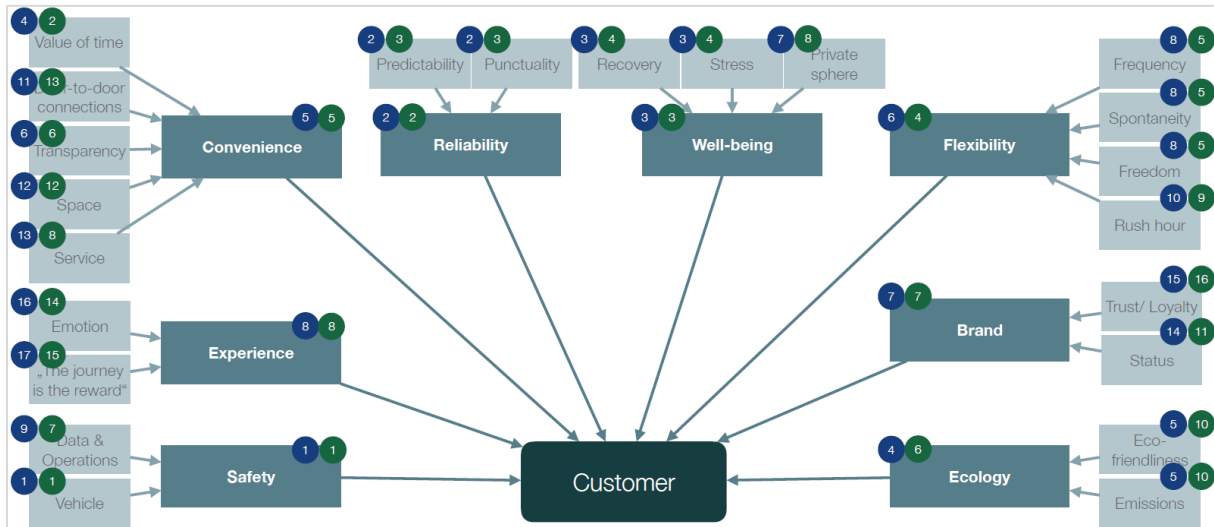 4 2
Value of time
11 13
connections
6 6
Transparency
12 12
Space
13 8
Service
5 5
Convenience
2 3
Predictability
2 3
Punctuality
2 2
Reliability
3 4
Recovery
3 4
Stress
7 8
Private
sphere
3 3
Well-being
8 5
Frequency
8 5
Spontaneity
8 5
Freedom
10 9
Rush hour
6 4
Flexibility
16 14
Emotion
17 15
„The journey
is the reward“
8 8
Experience
15 16
Trust/ Loyalty
14 11
Status
7 7
Brand
9 7
Data &
Operations
1 1
Vehicle
1 1
Safety
Customer
5 10
Eco-
friendliness
5 10
Emissions
4 6
Ecology